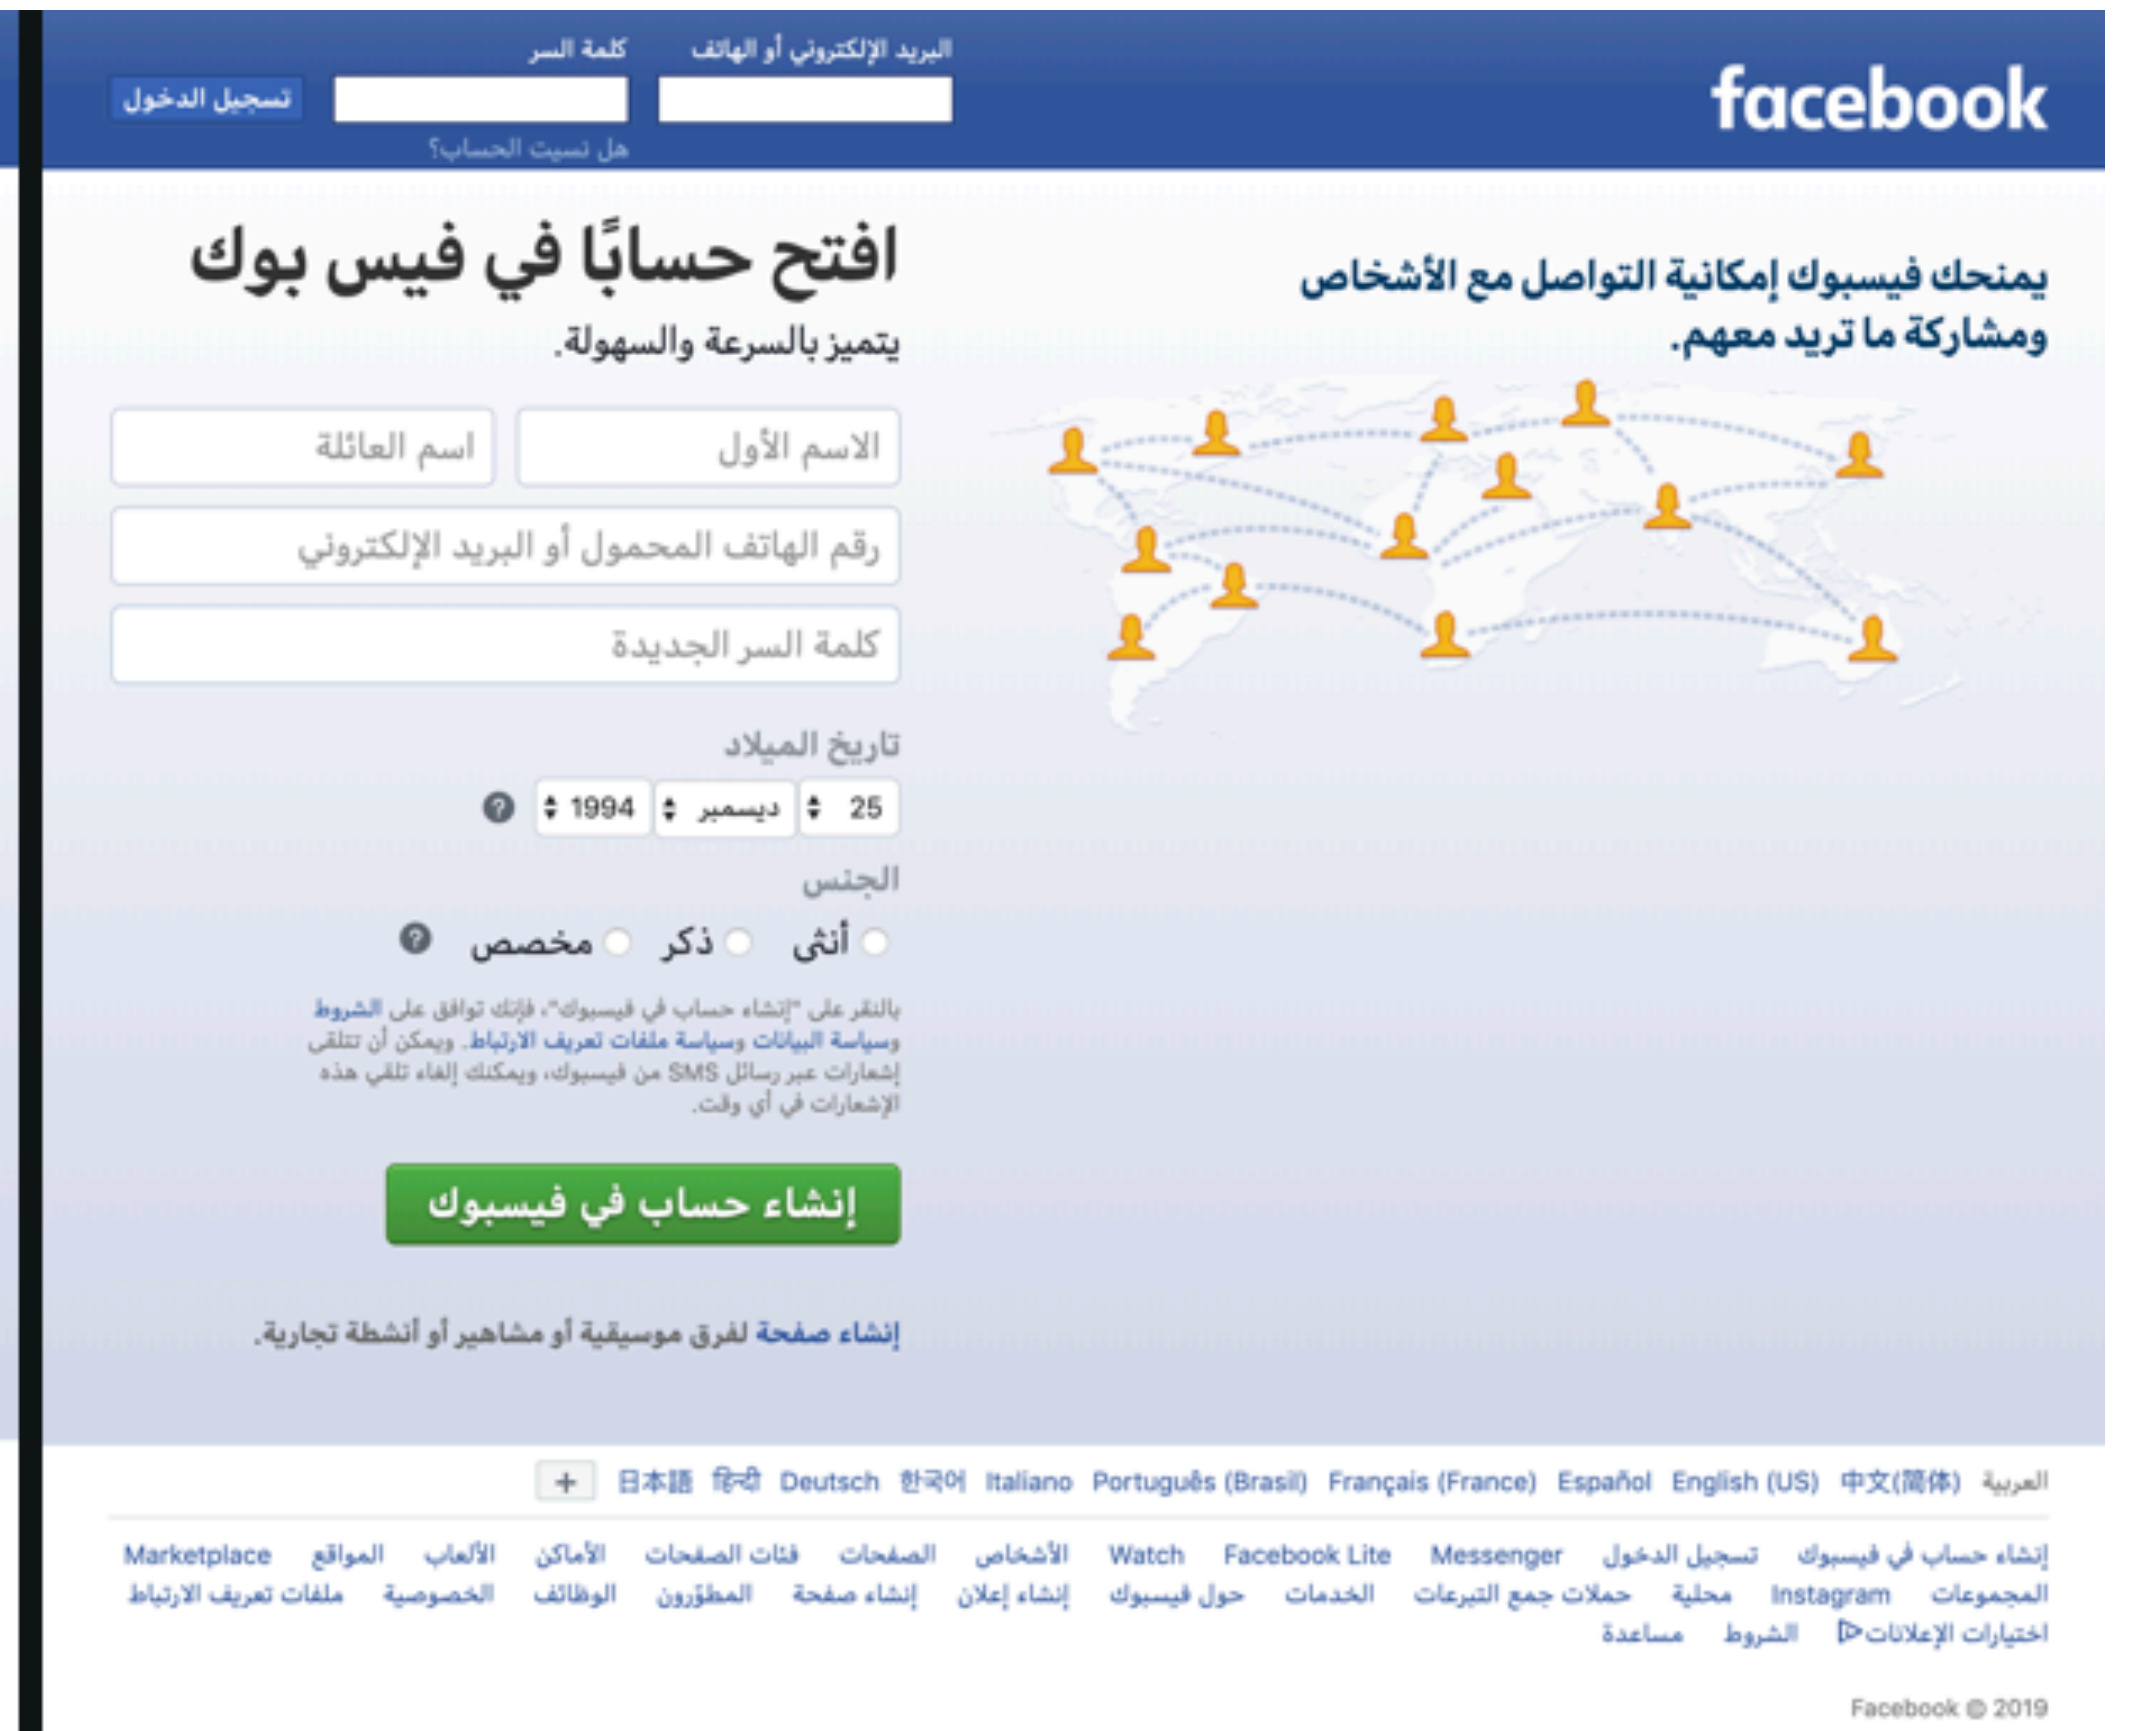 facebook
البريد الإلكتروني أو الهاتف
كلمة السر
تسجيل الدخول
هل نسيت الحساب؟
يمنحك فيسبوك إمكانية التواصل مع الأشخاص
ومشاركة ما تريد معهم.
افتح حسابًا في فيس بوك
يتميز بالسرعة والسهولة.
الاسم الأول
اسم العائلة
رقم الهاتف المحمول أو البريد الإلكتروني
كلمة السر الجديدة
تاريخ الميلاد
25 ديسمبر 1994 ?
الجنس
أنثى ذكر مخصص ?
بالنقر على "إنشاء حساب في فيسبوك"، فإنك توافق على الشروط
وسياسة البيانات وسياسة ملفات تعريف الارتباط. ويمكن أن تتلقى
إشعارات عبر رسائل SMS من فيسبوك، ويمكنك إلغاء تلقي هذه
الإشعارات في أي وقت.
إنشاء حساب في فيسبوك
إنشاء صفحة لفرق موسيقية أو مشاهير أو أنشطة تجارية.
العربية 中文(简体) English (US) Español Français (France) Português (Brasil) Italiano 한국어 Deutsch हिन्दी 日本語 +
إنشاء حساب في فيسبوك تسجيل الدخول Messenger Facebook Lite Watch الأشخاص الصفحات فئات الصفحات الأماكن الألعاب المواقع Marketplace
المجموعات Instagram محلية حملات جمع التبرعات الخدمات حول فيسبوك إنشاء إعلان إنشاء صفحة المطوّرون الوظائف الخصوصية ملفات تعريف الارتباط
اختيارات الإعلانات الشروط مساعدة
Facebook © 2019